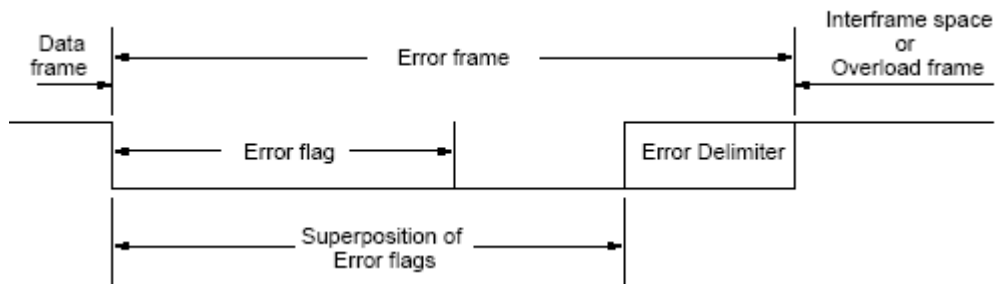 Data
frame
Error frame
Interframe space
or
Overload frame
Error flag
Error Delimiter
Superposition of
Error flags